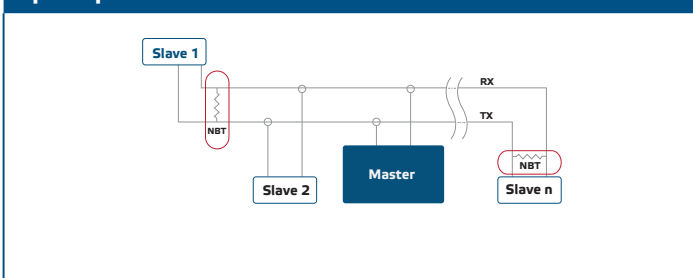 Slave 1
RX
TX
NBT
NBT
Master
Slave 2
Slave n